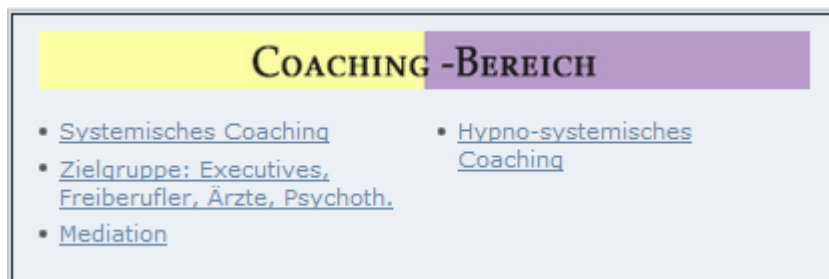 COACHING -BEREICH
Systemisches Coaching
Zielgruppe: Executives,
Freiberufler, Ärzte, Psychoth.
Mediation
Hypno-systemisches
Coaching